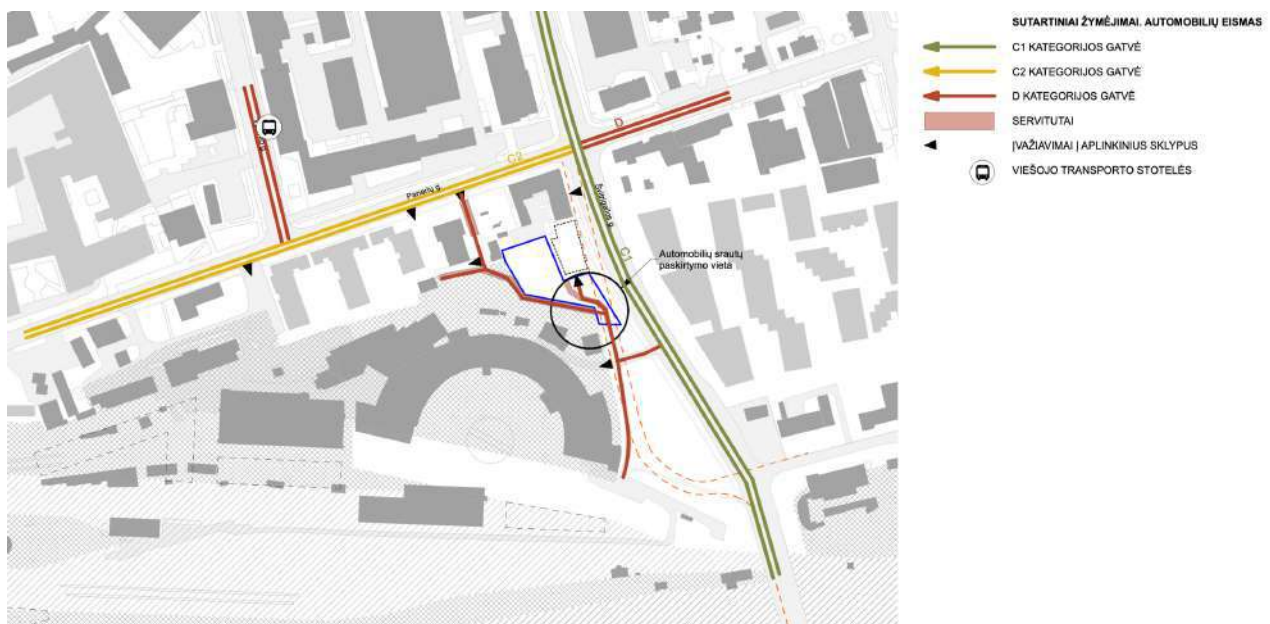 SUTARTINIAI ŽYMĖJIMAI. AUTOMOBILIŲ EISMAS
C1 KATEGORIJOS GATVĖ
C2 KATEGORIJOS GATVĖ
D KATEGORIJOS GATVĖ
SERVITUTAI
ĮVAŽIAVIMAI Į APLINKINIUS SKLYPUS
VIEŠOJO TRANSPORTO STOTELĖS
D
C2
Panerių g.
Švitrigailos g.
C1
Automobilių srautų
paskirtymo vieta